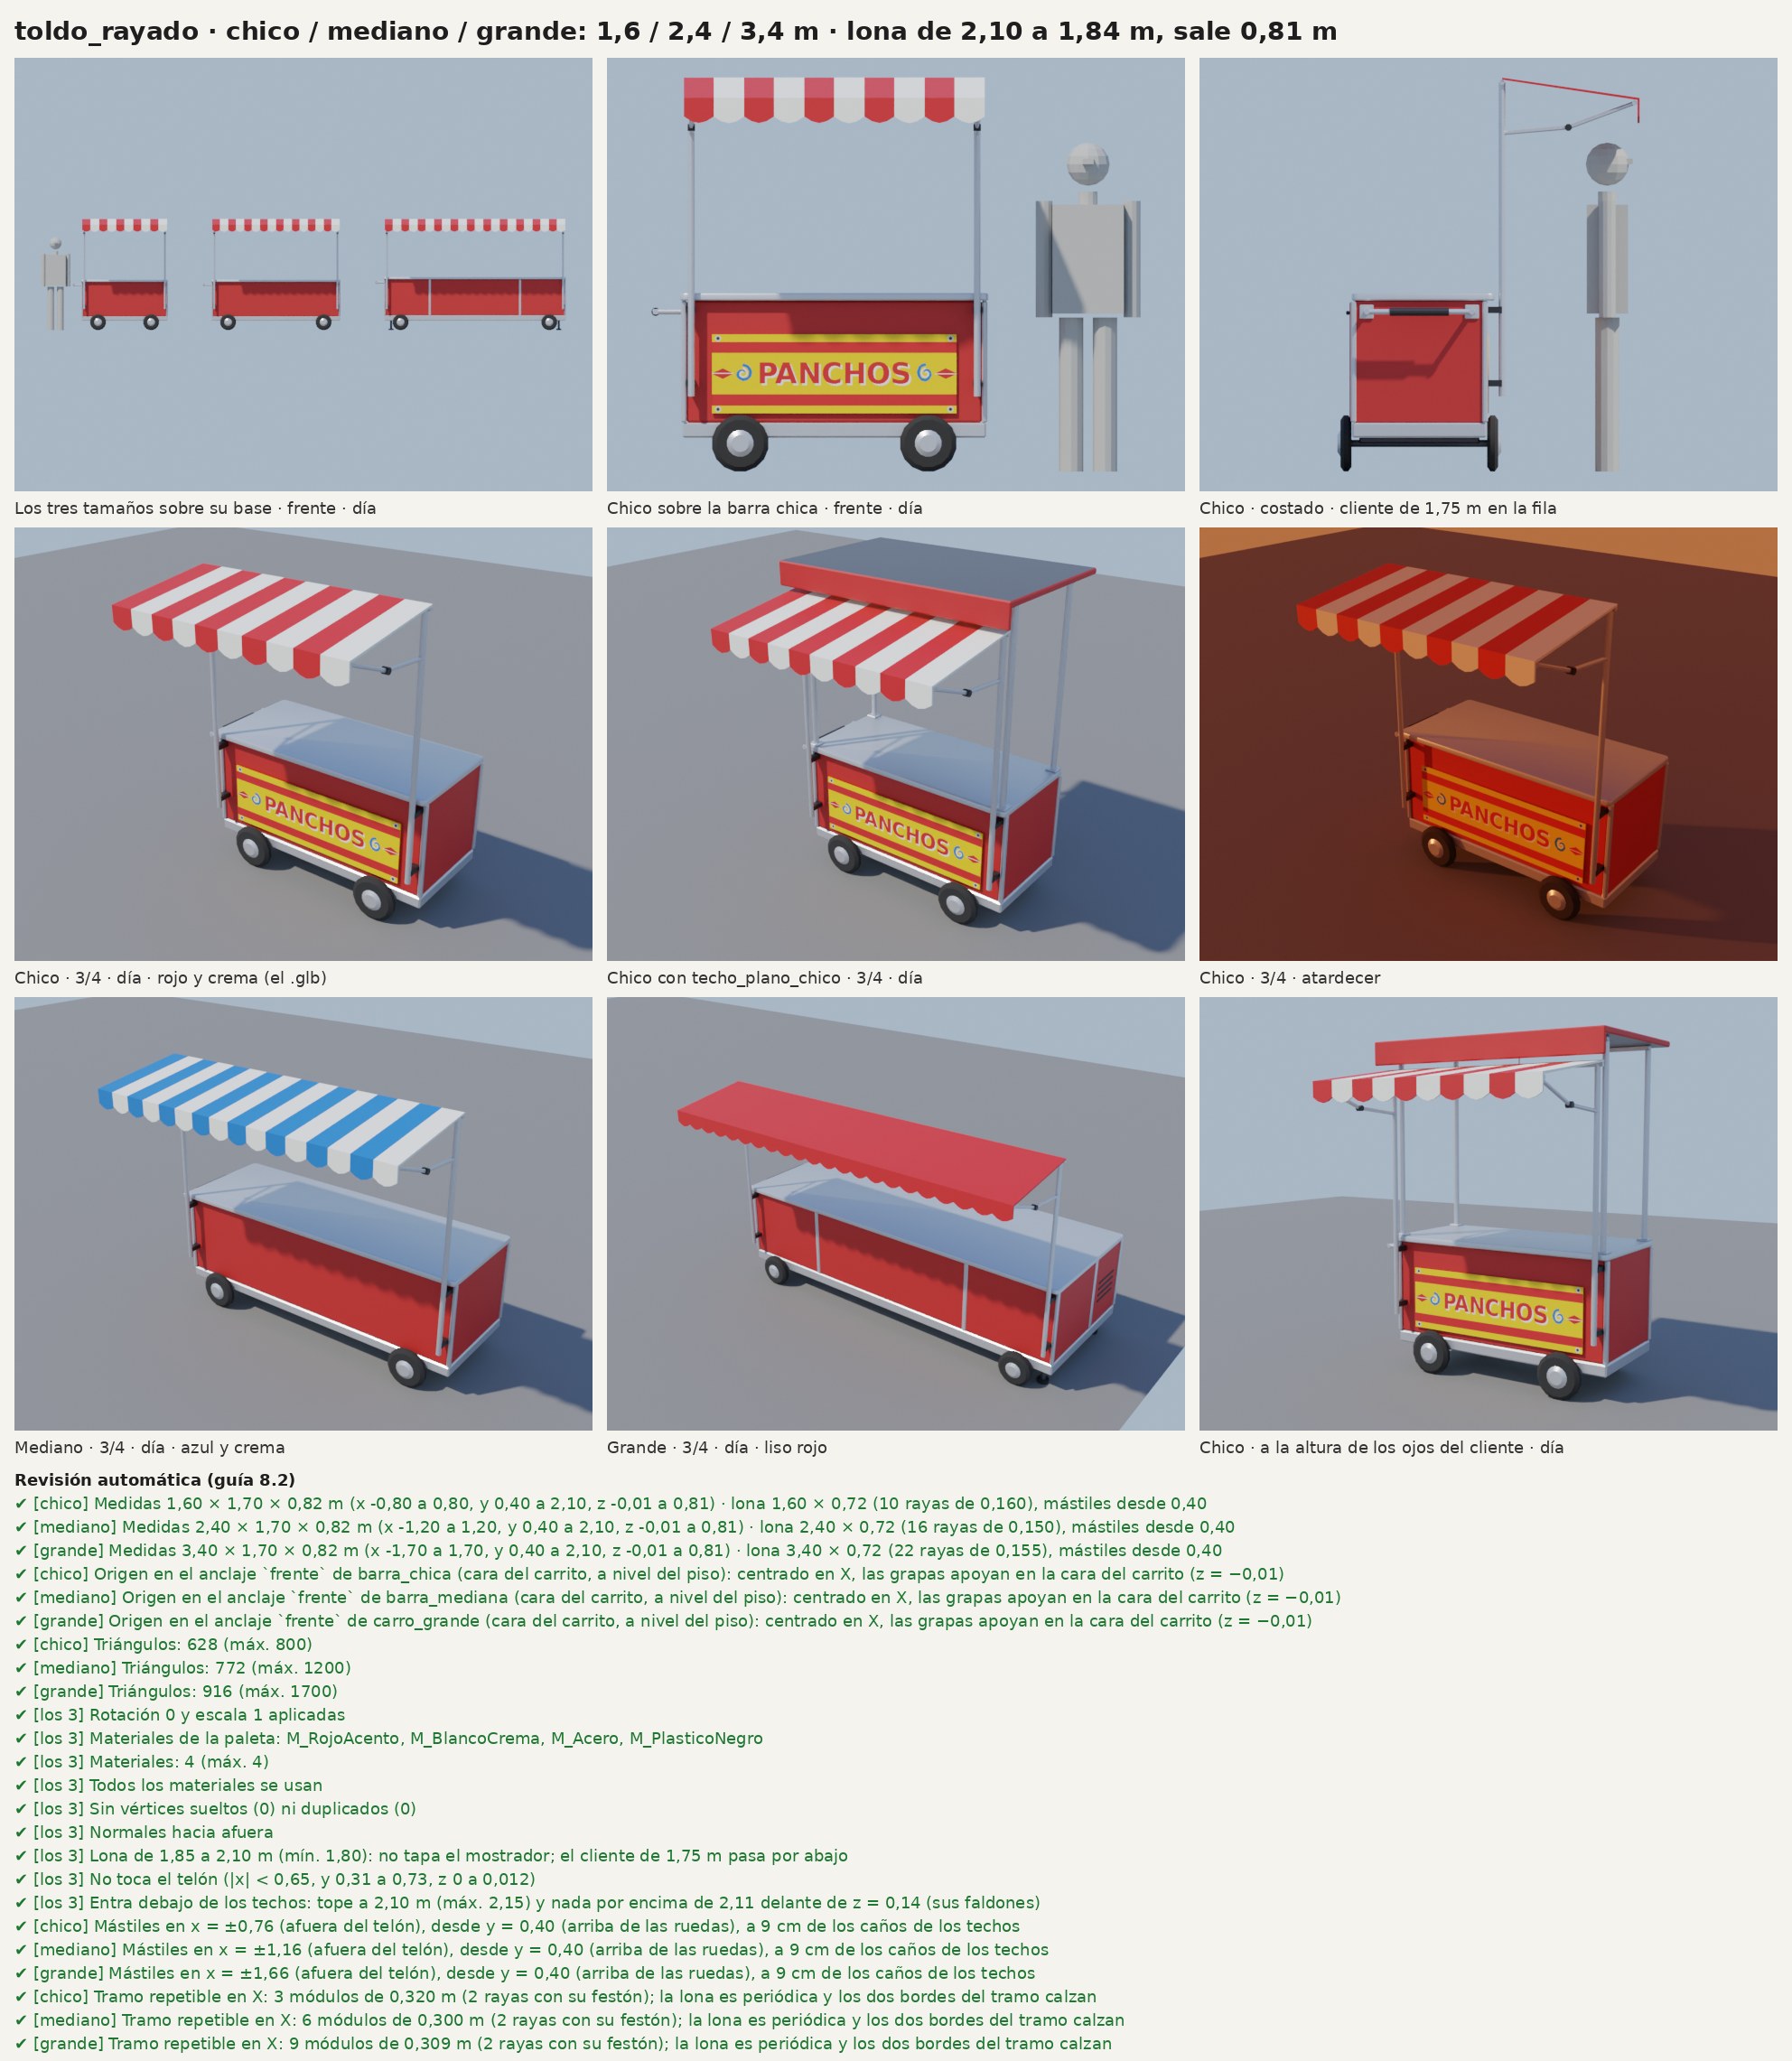 toldo_rayado · chico / mediano / grande: 1,6 / 2,4 / 3,4 m · lona de 2,10 a 1,84 m, sale 0,81 m
PANCHOS
Los tres tamaños sobre su base · frente · día
Chico sobre la barra chica · frente · día
Chico · costado · cliente de 1,75 m en la fila
PANCHOS
PANCHOS
PANCHOS
Chico · 3/4 · día · rojo y crema (el .glb)
Chico con techo_plano_chico · 3/4 · día
Chico · 3/4 · atardecer
PANCHOS
Mediano · 3/4 · día · azul y crema
Grande · 3/4 · día · liso rojo
Chico · a la altura de los ojos del cliente · día
Revisión automática (guía 8.2)
✔ [chico] Medidas 1,60 × 1,70 × 0,82 m (x -0,80 a 0,80, y 0,40 a 2,10, z -0,01 a 0,81) · lona 1,60 × 0,72 (10 rayas de 0,160), mástiles desde 0,40
✔ [mediano] Medidas 2,40 × 1,70 × 0,82 m (x -1,20 a 1,20, y 0,40 a 2,10, z -0,01 a 0,81) · lona 2,40 × 0,72 (16 rayas de 0,150), mástiles desde 0,40
✔ [grande] Medidas 3,40 × 1,70 × 0,82 m (x -1,70 a 1,70, y 0,40 a 2,10, z -0,01 a 0,81) · lona 3,40 × 0,72 (22 rayas de 0,155), mástiles desde 0,40
✔ [chico] Origen en el anclaje `frente` de barra_chica (cara del carrito, a nivel del piso): centrado en X, las grapas apoyan en la cara del carrito (z = −0,01)
✔ [mediano] Origen en el anclaje `frente` de barra_mediana (cara del carrito, a nivel del piso): centrado en X, las grapas apoyan en la cara del carrito (z = −0,01)
✔ [grande] Origen en el anclaje `frente` de carro_grande (cara del carrito, a nivel del piso): centrado en X, las grapas apoyan en la cara del carrito (z = −0,01)
✔ [chico] Triángulos: 628 (máx. 800)
✔ [mediano] Triángulos: 772 (máx. 1200)
✔ [grande] Triángulos: 916 (máx. 1700)
✔ [los 3] Rotación 0 y escala 1 aplicadas
✔ [los 3] Materiales de la paleta: M_RojoAcento, M_BlancoCrema, M_Acero, M_PlasticoNegro
✔ [los 3] Materiales: 4 (máx. 4)
✔ [los 3] Todos los materiales se usan
✔ [los 3] Sin vértices sueltos (0) ni duplicados (0)
✔ [los 3] Normales hacia afuera
✔ [los 3] Lona de 1,85 a 2,10 m (mín. 1,80): no tapa el mostrador; el cliente de 1,75 m pasa por abajo
✔ [los 3] No toca el telón (|x| < 0,65, y 0,31 a 0,73, z 0 a 0,012)
✔ [los 3] Entra debajo de los techos: tope a 2,10 m (máx. 2,15) y nada por encima de 2,11 delante de z = 0,14 (sus faldones)
✔ [chico] Mástiles en x = ±0,76 (afuera del telón), desde y = 0,40 (arriba de las ruedas), a 9 cm de los caños de los techos
✔ [mediano] Mástiles en x = ±1,16 (afuera del telón), desde y = 0,40 (arriba de las ruedas), a 9 cm de los caños de los techos
✔ [grande] Mástiles en x = ±1,66 (afuera del telón), desde y = 0,40 (arriba de las ruedas), a 9 cm de los caños de los techos
✔ [chico] Tramo repetible en X: 3 módulos de 0,320 m (2 rayas con su festón); la lona es periódica y los dos bordes del tramo calzan
✔ [mediano] Tramo repetible en X: 6 módulos de 0,300 m (2 rayas con su festón); la lona es periódica y los dos bordes del tramo calzan
✔ [grande] Tramo repetible en X: 9 módulos de 0,309 m (2 rayas con su festón); la lona es periódica y los dos bordes del tramo calzan